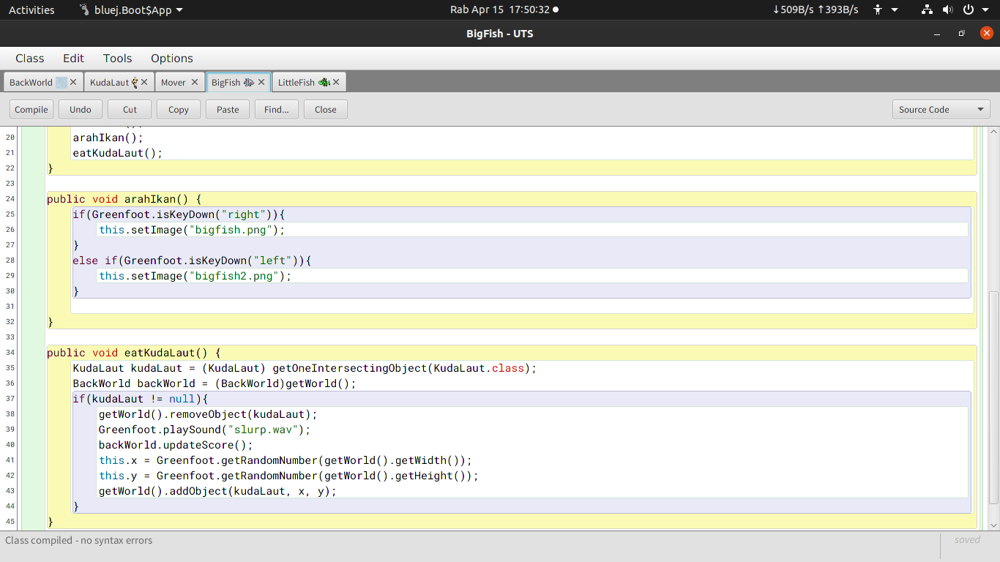 Activities bluej.Boot$App Rab Apr 15 17:50:32 ↓509B/s ↑393B/s
BigFish - UTS
Class Edit Tools Options
BackWorld KudaLaut Mover BigFish LittleFish
Compile Undo Cut Copy Paste Find... Close Source Code
20 arahIkan();
21 eatKudaLaut();
22 }
23
24 public void arahIkan() {
25 if(Greenfoot.isKeyDown("right")){
26 this.setImage("bigfish.png");
27 }
28 else if(Greenfoot.isKeyDown("left")){
29 this.setImage("bigfish2.png");
30 }
31
32 }
33
34 public void eatKudaLaut() {
35 KudaLaut kudaLaut = (KudaLaut) getOneIntersectingObject(KudaLaut.class);
36 BackWorld backWorld = (BackWorld)getWorld();
37 if(kudaLaut != null){
38 getWorld().removeObject(kudaLaut);
39 Greenfoot.playSound("slurp.wav");
40 backWorld.updateScore();
41 this.x = Greenfoot.getRandomNumber(getWorld().getWidth());
42 this.y = Greenfoot.getRandomNumber(getWorld().getHeight());
43 getWorld().addObject(kudaLaut, x, y);
44 }
45 }
Class compiled - no syntax errors saved